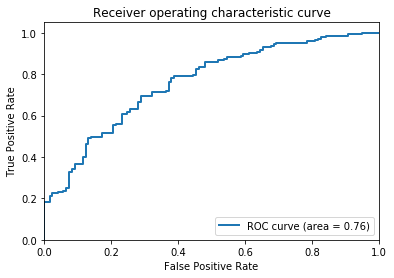 Receiver operating characteristic curve
1.0
0.8
0.6
0.4
0.2
0.0
True Positive Rate
ROC curve (area = 0.76)
0.0 0.2 0.4 0.6 0.8 1.0
False Positive Rate